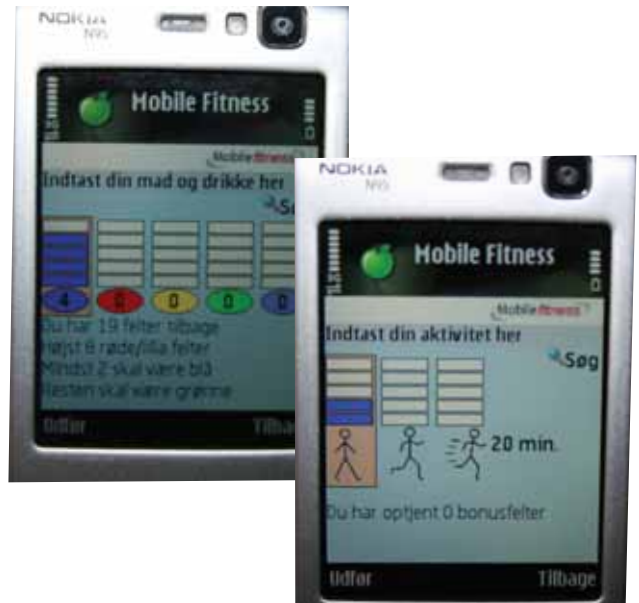 NOKIA
N95
Mobile Fitness
Mobilefitness
Indtast din mad og drikke her
Sø
4 0 0 0 0
Du har 19 felter tilbage
Højst 8 røde/lilla felter
Mindst 2 skal være blå
Resten skal være grønne
Udfør Tilbage
NOKIA
N95
Mobile Fitness
Mobilefitness
Indtast din aktivitet her
Søg
20 min.
Du har optjent 0 bonusfelter
Udfør Tilbage